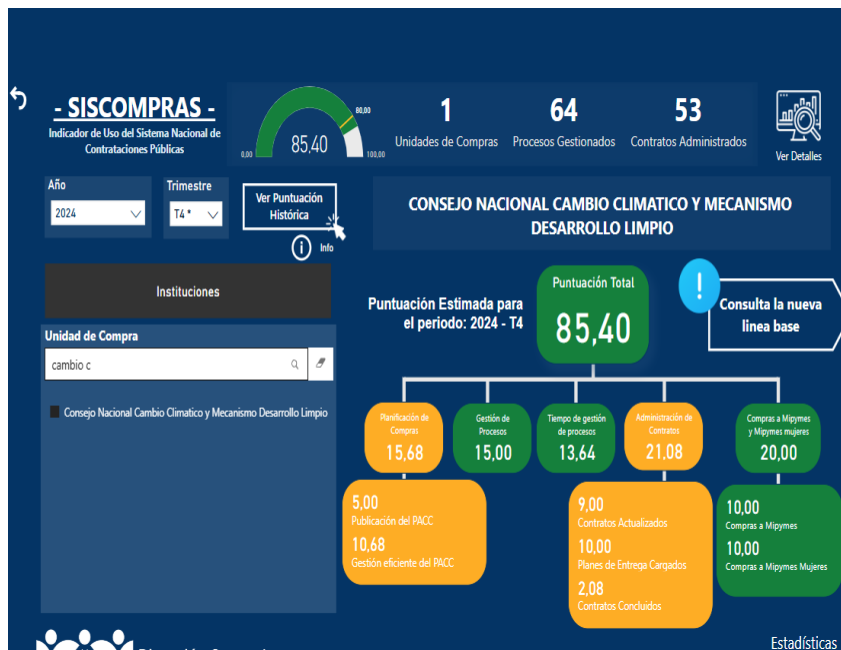 - SISCOMPRAS -
Indicador de Uso del Sistema Nacional de
Contrataciones Públicas
0,00
85,40
80,00
100,00
1
Unidades de Compras
64
Procesos Gestionados
53
Contratos Administrados
Ver Detalles
Año
2024
Trimestre
T4 *
Ver Puntuación
Histórica
i
Info
CONSEJO NACIONAL CAMBIO CLIMATICO Y MECANISMO
DESARROLLO LIMPIO
Instituciones
Unidad de Compra
cambio c
Consejo Nacional Cambio Climatico y Mecanismo Desarrollo Limpio
Puntuación Estimada para
el periodo: 2024 - T4
Puntuación Total
85,40
!
Consulta la nueva
linea base
Planificación de
Compras
15,68
Gestión de
Procesos
15,00
Tiempo de gestión
de procesos
13,64
Administración de
Contratos
21,08
Compras a Mipymes
y Mipymes mujeres
20,00
5,00
Publicación del PACC
10,68
Gestión eficiente del PACC
9,00
Contratos Actualizados
10,00
Planes de Entrega Cargados
2,08
Contratos Concluidos
10,00
Compras a Mipymes
10,00
Compras a Mipymes Mujeres
Estadísticas